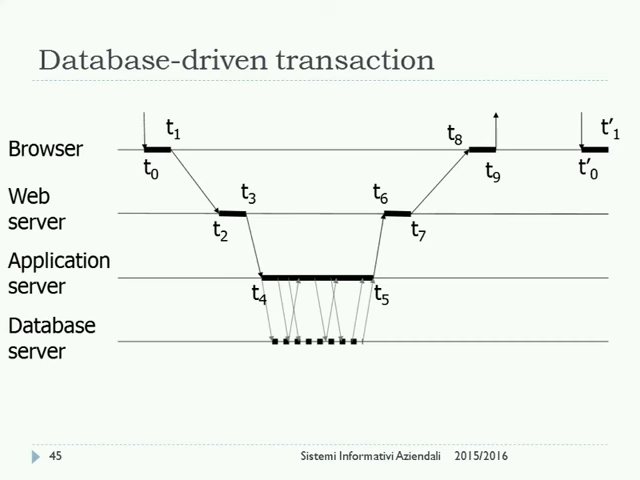 Database-driven transaction
t1
t8
t'1
Browser
t0
t9
t'0
Web
server
t3
t6
t2
t7
Application
server
t4
t5
Database
server
45
Sistemi Informativi Aziendali
2015/2016